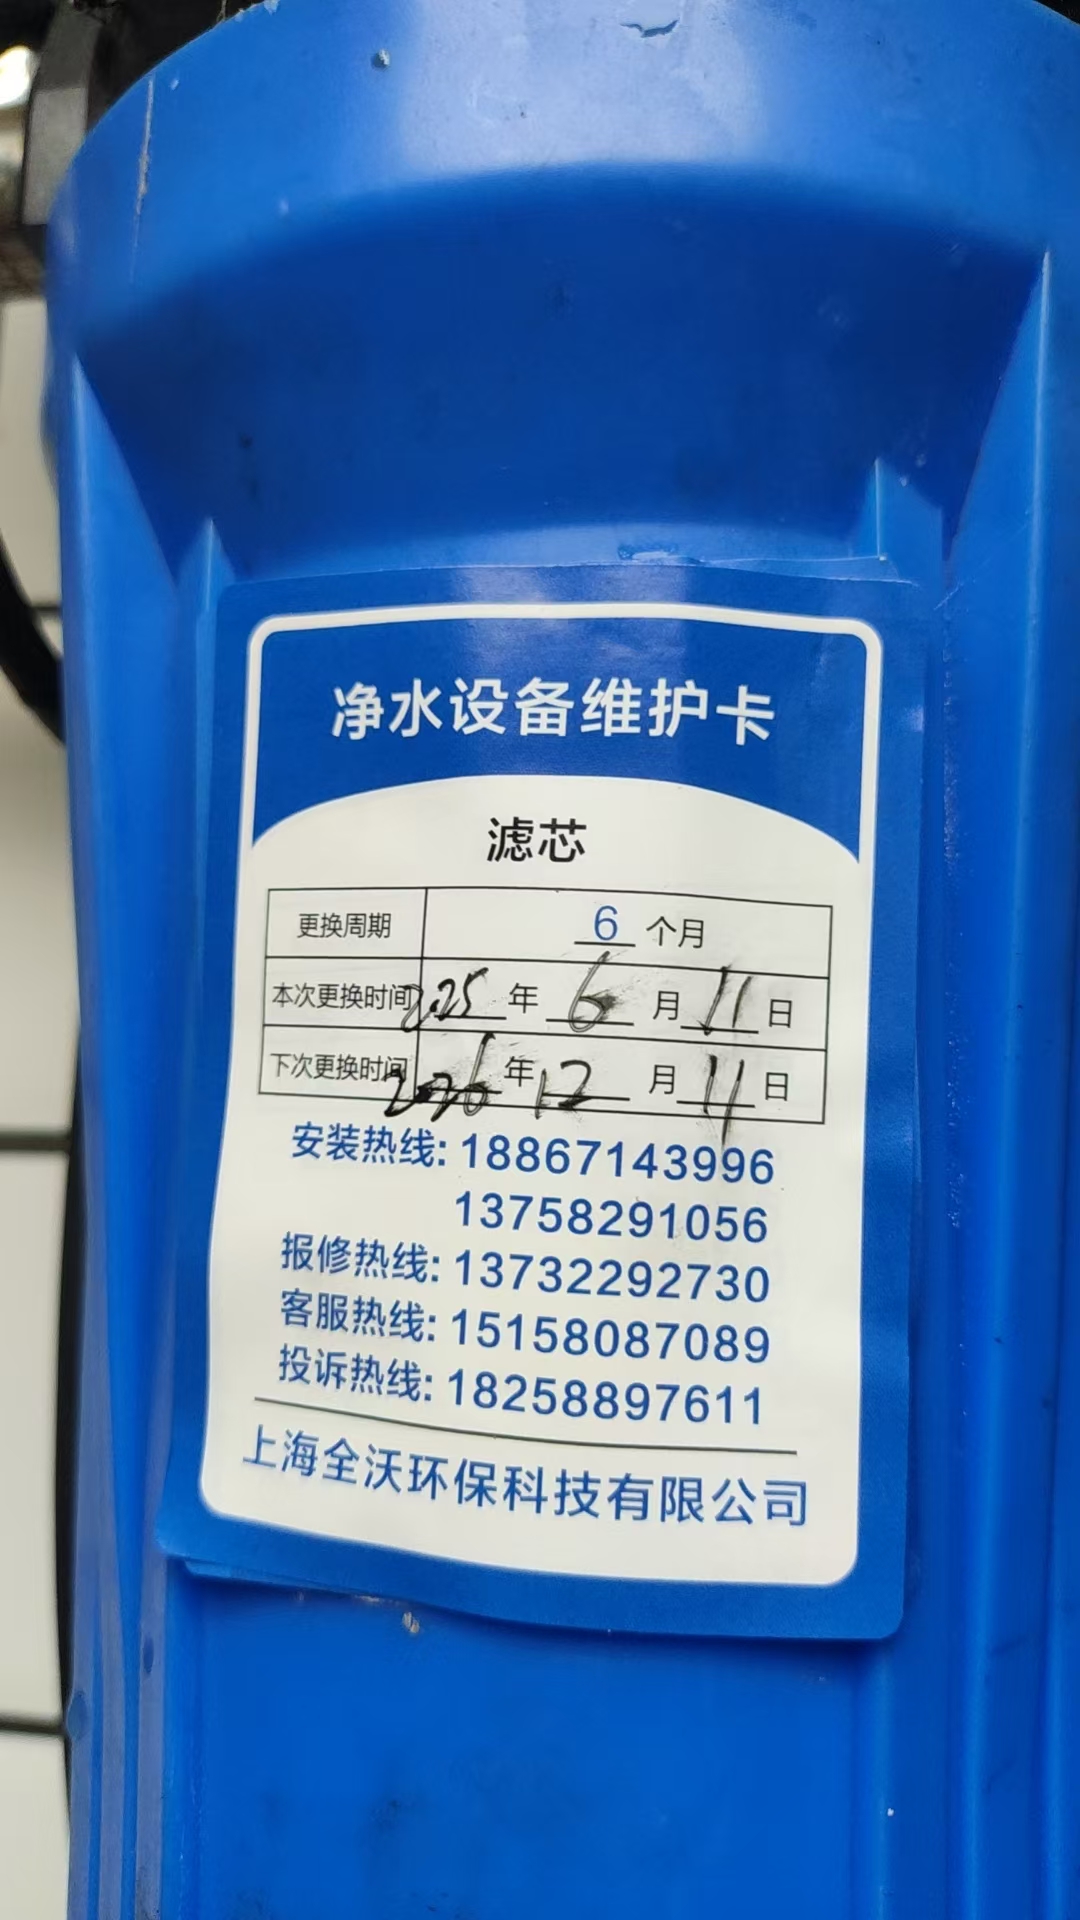 净水设备维护卡
滤芯
更换周期 6 个月
本次更换时间 2025 年 6 月 11 日
下次更换时间 2026 年 12 月 11 日
安装热线: 18867143996
13758291056
报修热线: 13732292730
客服热线: 15158087089
投诉热线: 18258897611
上海全沃环保科技有限公司